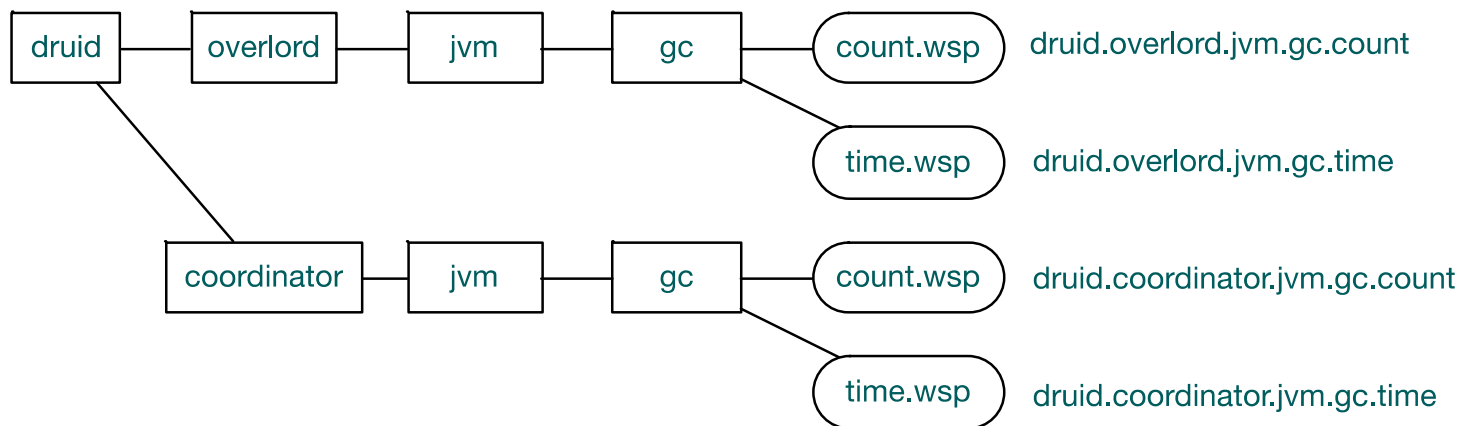 druid overlord jvm gc count.wsp druid.overlord.jvm.gc.count
time.wsp druid.overlord.jvm.gc.time
coordinator jvm gc count.wsp druid.coordinator.jvm.gc.count
time.wsp druid.coordinator.jvm.gc.time